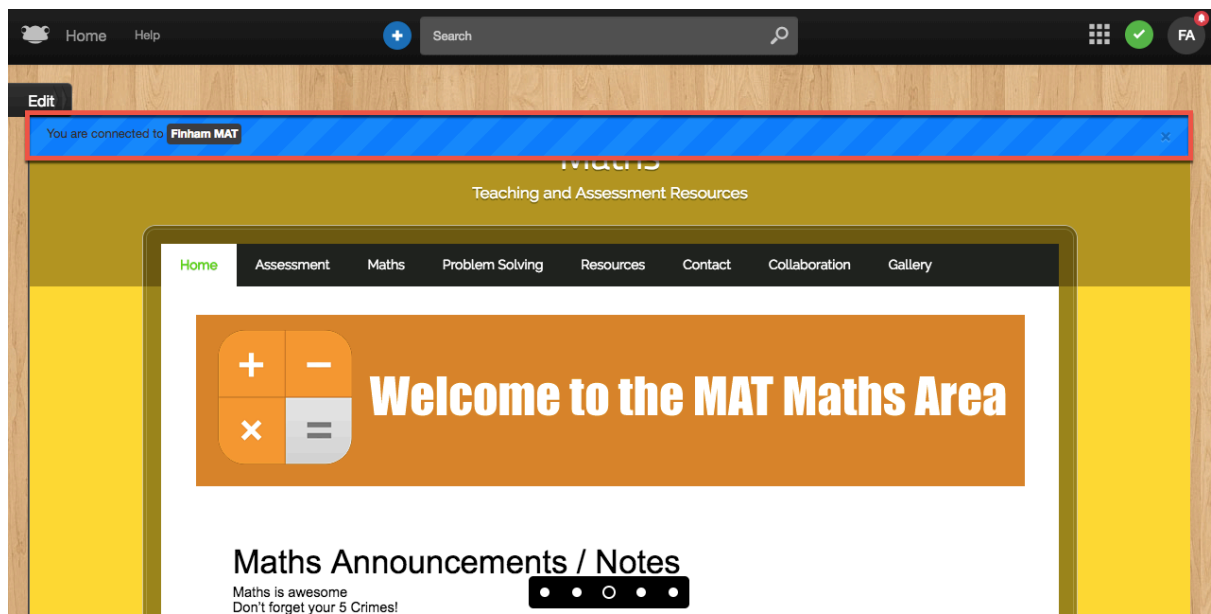 Home Help Search FA
Edit
You are connected to Finham MAT ×
Maths
Teaching and Assessment Resources
Home Assessment Maths Problem Solving Resources Contact Collaboration Gallery
+ −
× =
Welcome to the MAT Maths Area
Maths Announcements / Notes
Maths is awesome
Don't forget your 5 Crimes!